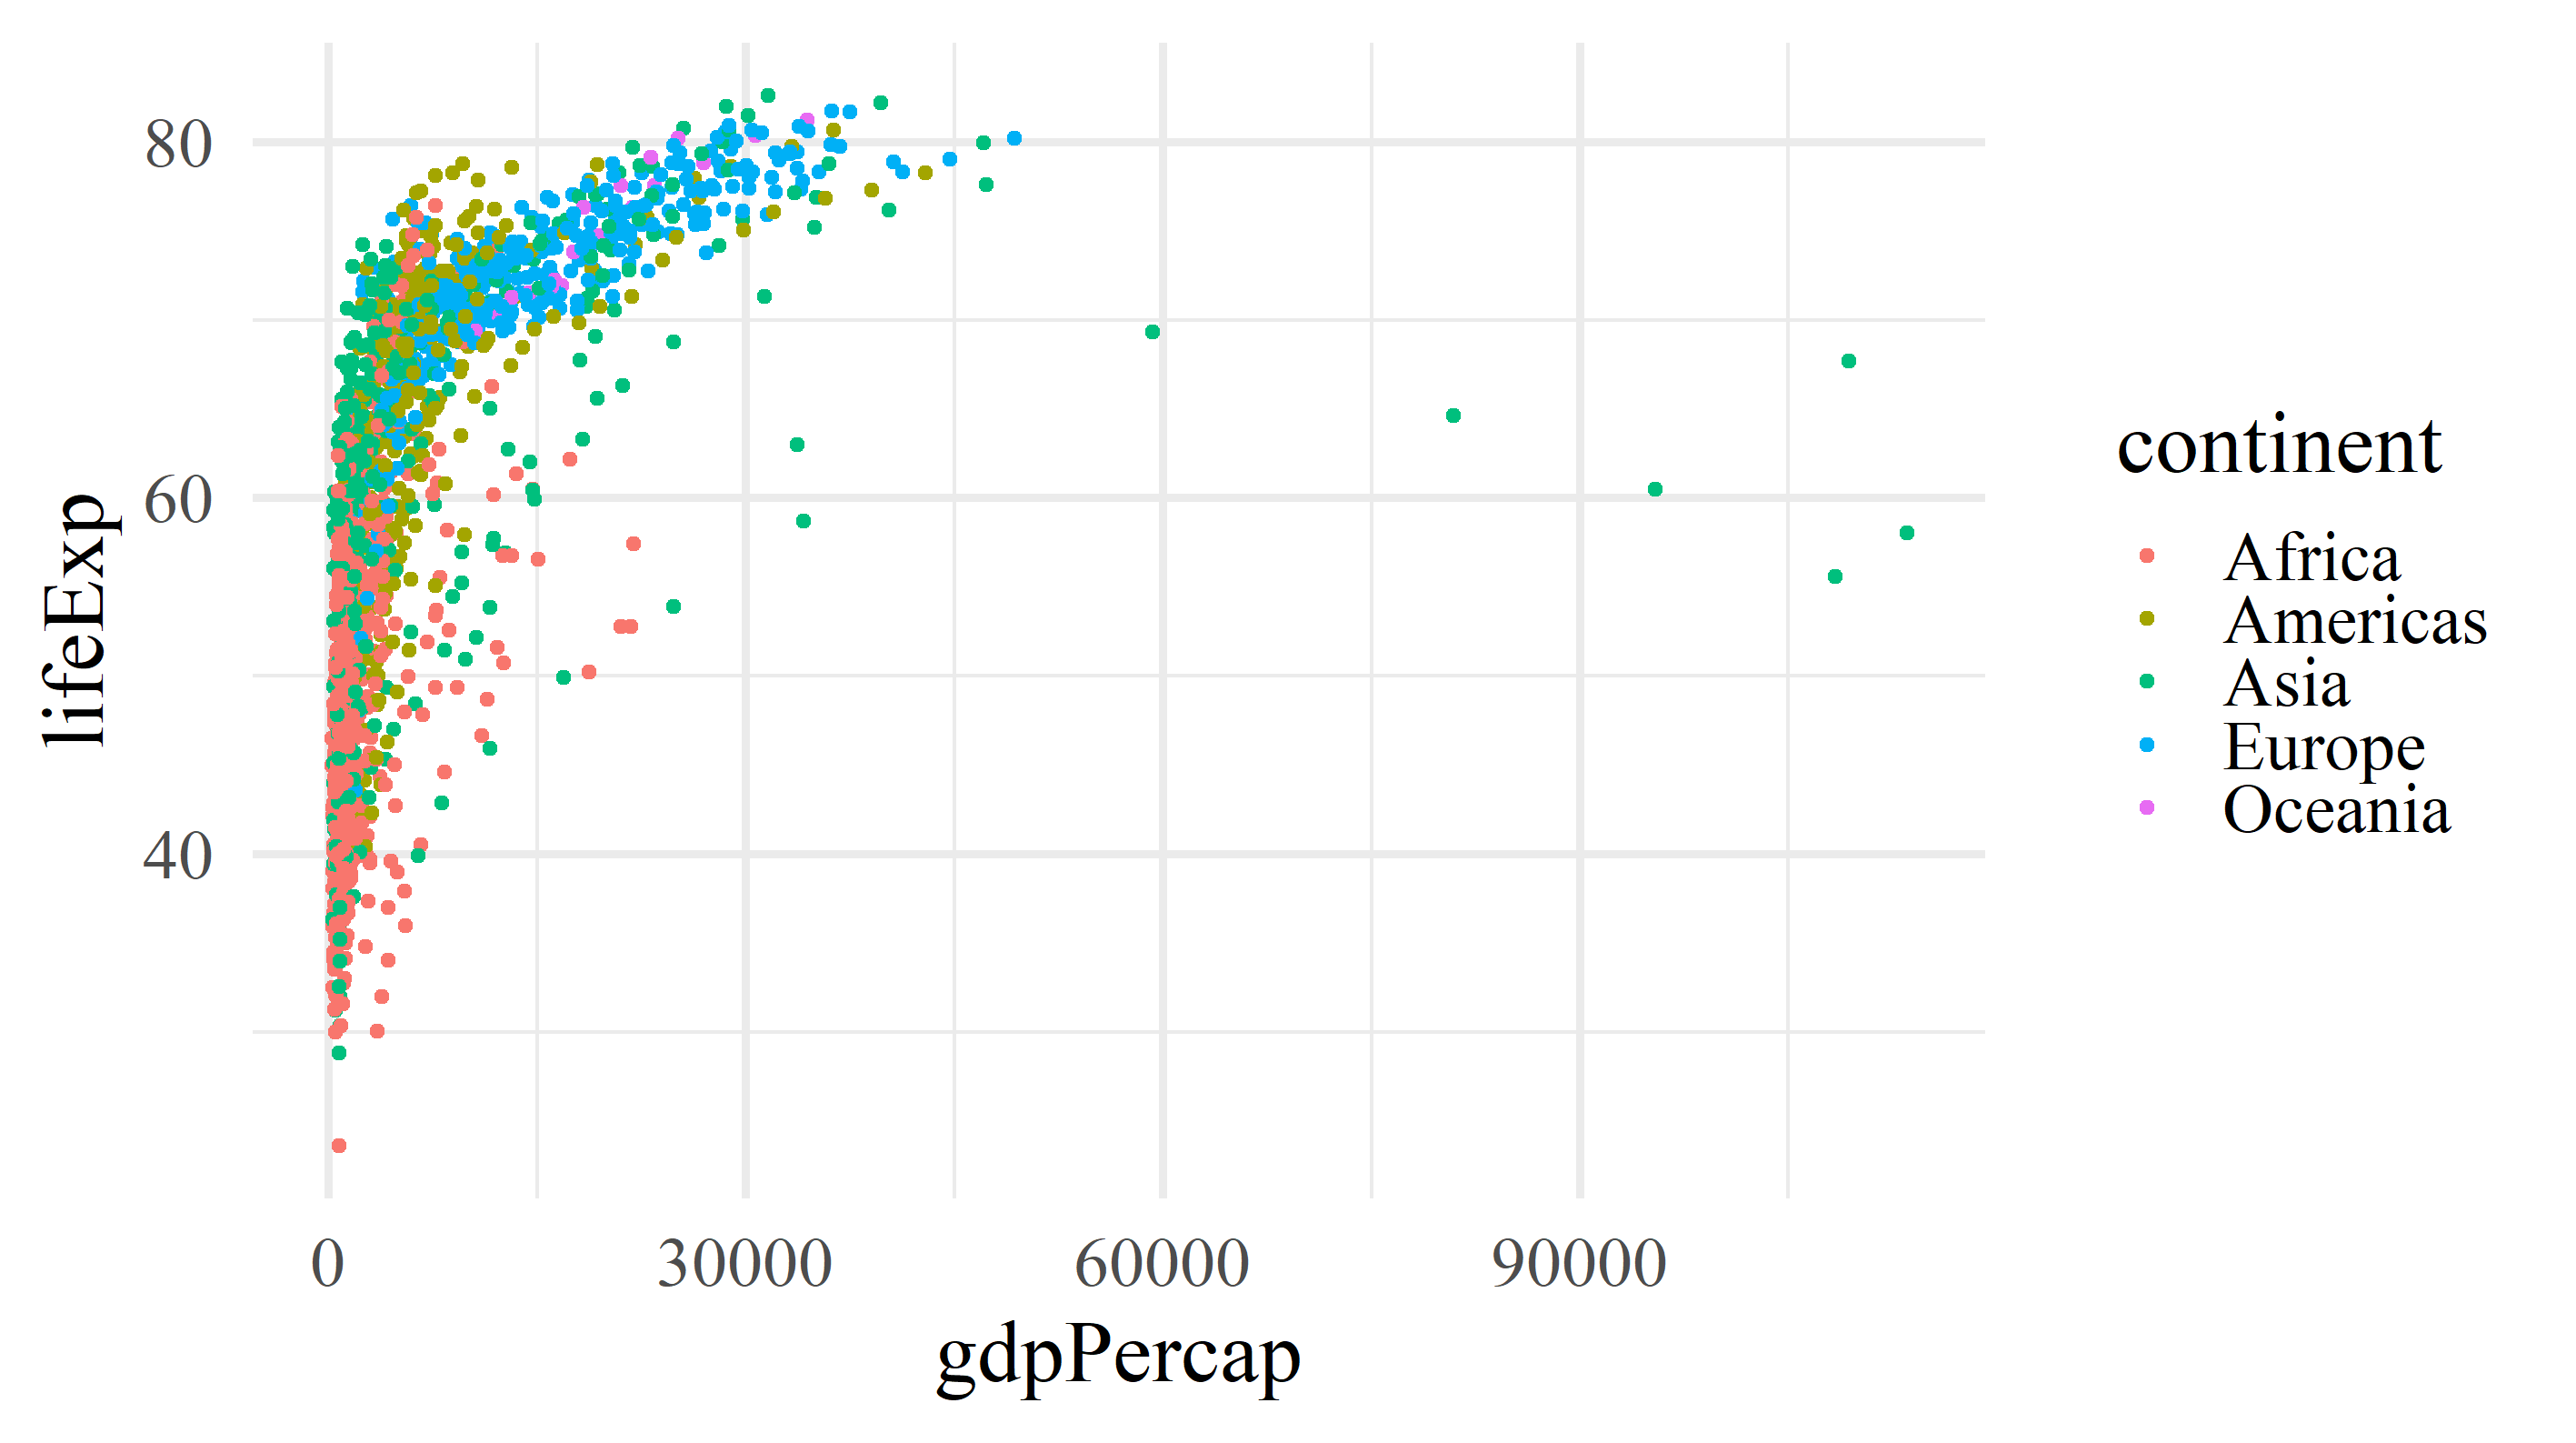 80
60
40
lifeExp
0 30000 60000 90000
gdpPercap
continent
Africa
Americas
Asia
Europe
Oceania